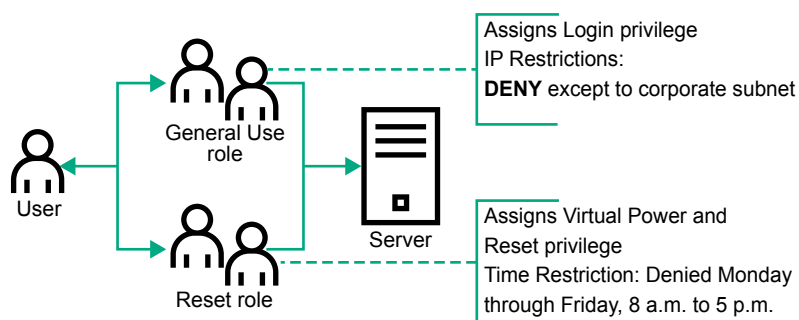 Assigns Login privilege
IP Restrictions:
DENY except to corporate subnet
General Use
role
User
Server
Assigns Virtual Power and
Reset privilege
Time Restriction: Denied Monday
through Friday, 8 a.m. to 5 p.m.
Reset role